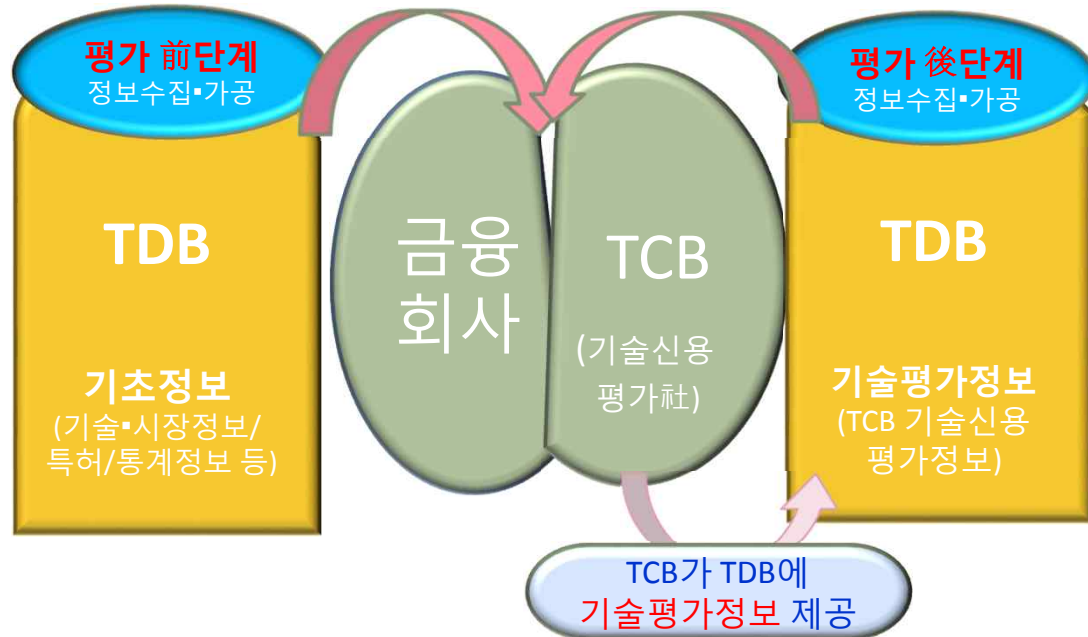 평가 前단계
정보수집▪가공
TDB
기초정보
(기술▪시장정보/
특허/통계정보 등)
금융
회사
TCB
(기술신용
평가社)
평가 後단계
정보수집▪가공
TDB
기술평가정보
(TCB 기술신용
평가정보)
TCB가 TDB에
기술평가정보 제공